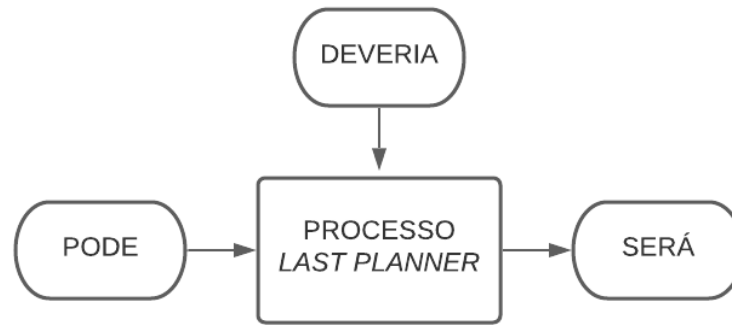 DEVERIA
PODE
PROCESSO
LAST PLANNER
SERÁ